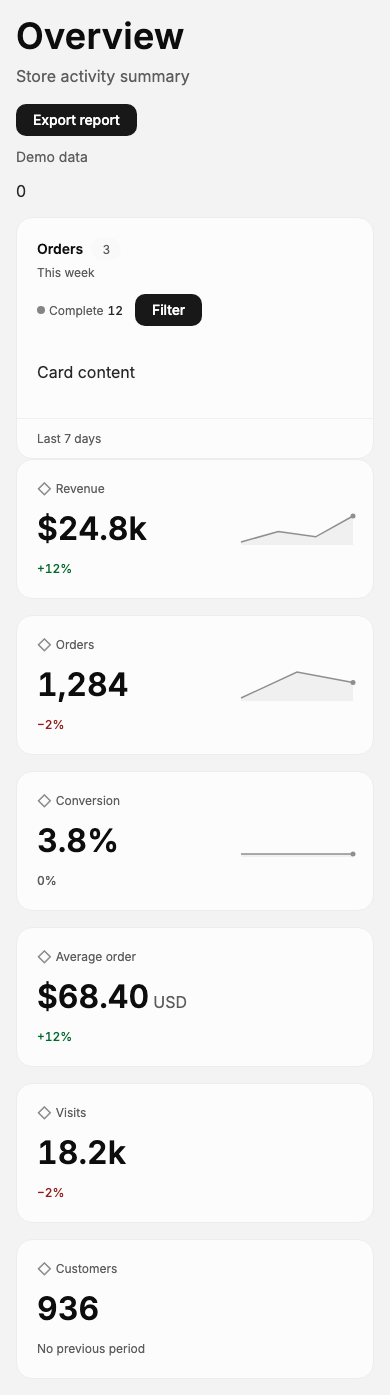 Overview
Store activity summary
Export report
Demo data
0
Orders 3
This week
Complete 12 Filter
Card content
Last 7 days
Revenue
$24.8k
+12%
Orders
1,284
−2%
Conversion
3.8%
0%
Average order
$68.40 USD
+12%
Visits
18.2k
−2%
Customers
936
No previous period